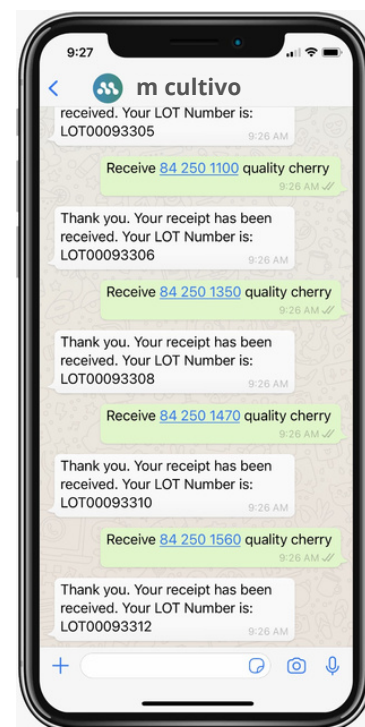 9:27
m cultivo
received. Your LOT Number is:
LOT00093305
9:26 AM
Receive 84 250 1100 quality cherry
9:26 AM
Thank you. Your receipt has been
received. Your LOT Number is:
LOT00093306
9:26 AM
Receive 84 250 1350 quality cherry
9:26 AM
Thank you. Your receipt has been
received. Your LOT Number is:
LOT00093308
9:26 AM
Receive 84 250 1470 quality cherry
9:26 AM
Thank you. Your receipt has been
received. Your LOT Number is:
LOT00093310
9:26 AM
Receive 84 250 1560 quality cherry
9:26 AM
Thank you. Your receipt has been
received. Your LOT Number is:
LOT00093312
9:26 AM